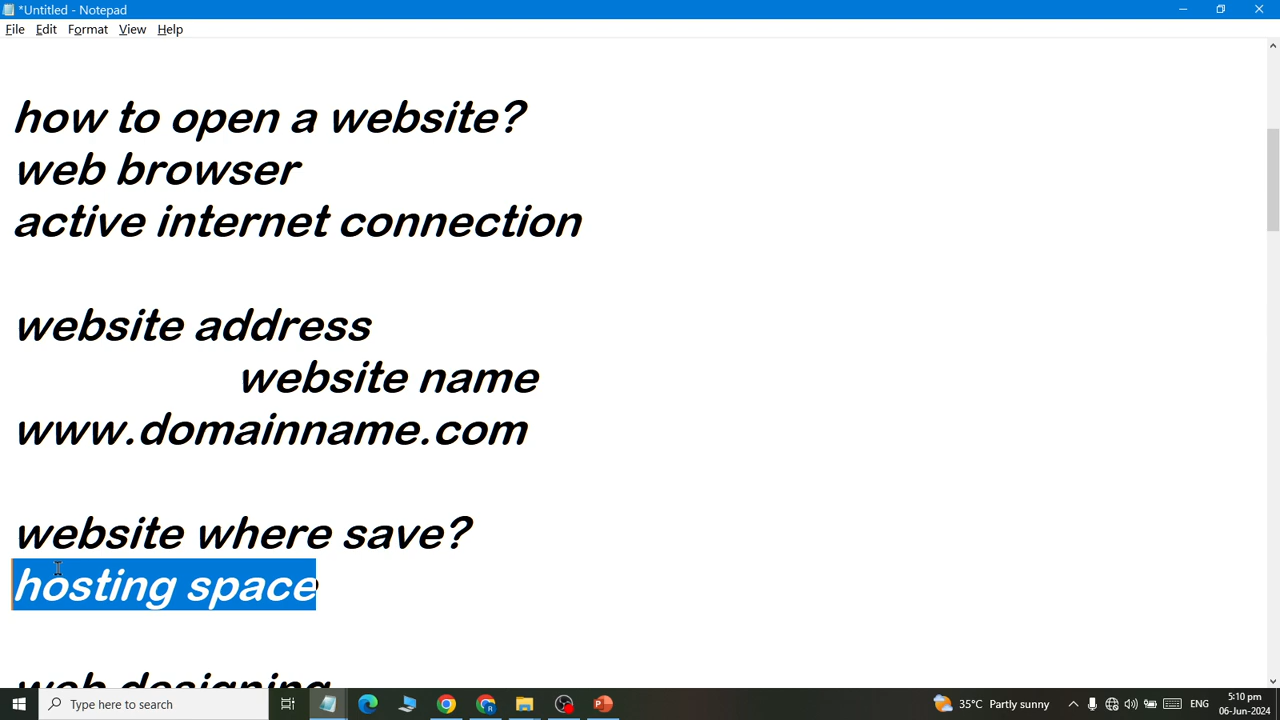 *Untitled - Notepad
File Edit Format View Help
how to open a website?
web browser
active internet connection
website address
website name
www.domainname.com
website where save?
hosting space
web designing
Type here to search
35°C Partly sunny
ENG
5:10 pm
06-Jun-2024